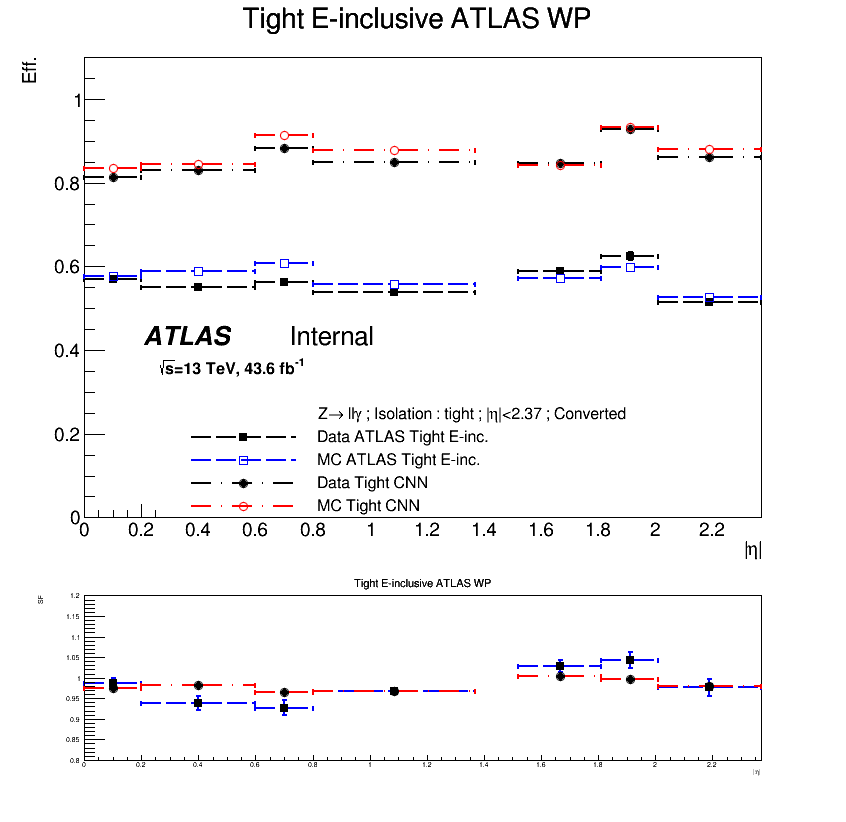 Tight E-inclusive ATLAS WP
Eff.
1
0.8
0.6
0.4
0.2
0
ATLAS Internal
√s=13 TeV, 43.6 fb⁻¹
Z→ llγ ; Isolation : tight ; |η|<2.37 ; Converted
Data ATLAS Tight E-inc.
MC ATLAS Tight E-inc.
Data Tight CNN
MC Tight CNN
0 0.2 0.4 0.6 0.8 1 1.2 1.4 1.6 1.8 2 2.2
|η|
Tight E-inclusive ATLAS WP
SF
1.2
1.15
1.1
1.05
1
0.95
0.9
0.85
0.8
0 0.2 0.4 0.6 0.8 1 1.2 1.4 1.6 1.8 2 2.2
|η|